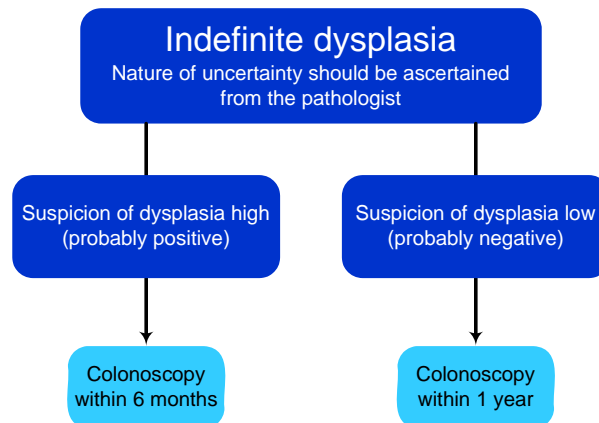 Indefinite dysplasia
Nature of uncertainty should be ascertained
from the pathologist
Suspicion of dysplasia high
(probably positive)
Suspicion of dysplasia low
(probably negative)
Colonoscopy
within 6 months
Colonoscopy
within 1 year